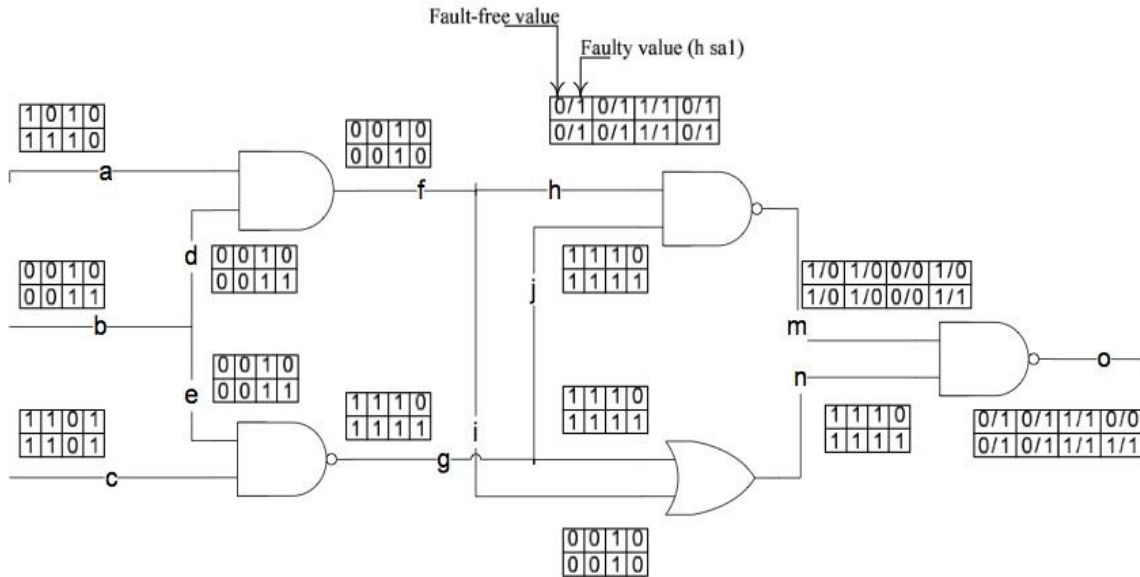 Fault-free value
Faulty value (h sa1)
0/1 0/1 1/1 0/1
0/1 0/1 1/1 0/1
1 0 1 0
1 1 1 0
0 0 1 0
0 0 1 0
a
f
h
d
0 0 1 0
0 0 1 1
1 1 1 0
1 1 1 1
0 0 1 0
0 0 1 1
1/0 1/0 0/0 1/0
1/0 1/0 0/0 1/1
b
j
m
o
0 0 1 0
0 0 1 1
e
n
1 1 0 1
1 1 0 1
1 1 1 0
1 1 1 1
1 1 1 0
1 1 1 1
i
1 1 1 0
1 1 1 1
0/1 0/1 1/1 0/0
0/1 0/1 1/1 1/1
c
g
0 0 1 0
0 0 1 0